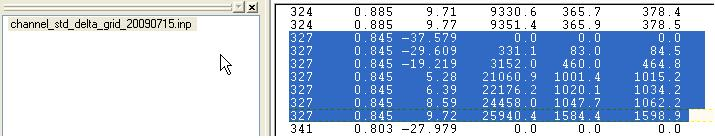 channel_std_delta_grid_20090715.inp
324 0.885 9.71 9330.6 365.7 378.4
324 0.885 9.77 9351.4 365.9 378.5
327 0.845 -37.579 0.0 0.0 0.0
327 0.845 -29.609 331.1 83.0 84.5
327 0.845 -19.219 3152.0 460.0 464.8
327 0.845 5.28 21060.9 1001.4 1015.2
327 0.845 6.39 22176.2 1020.1 1034.2
327 0.845 8.59 24458.0 1047.7 1062.2
327 0.845 9.72 25940.4 1584.4 1598.9
341 0.803 -27.979 0.0 0.0 0.0